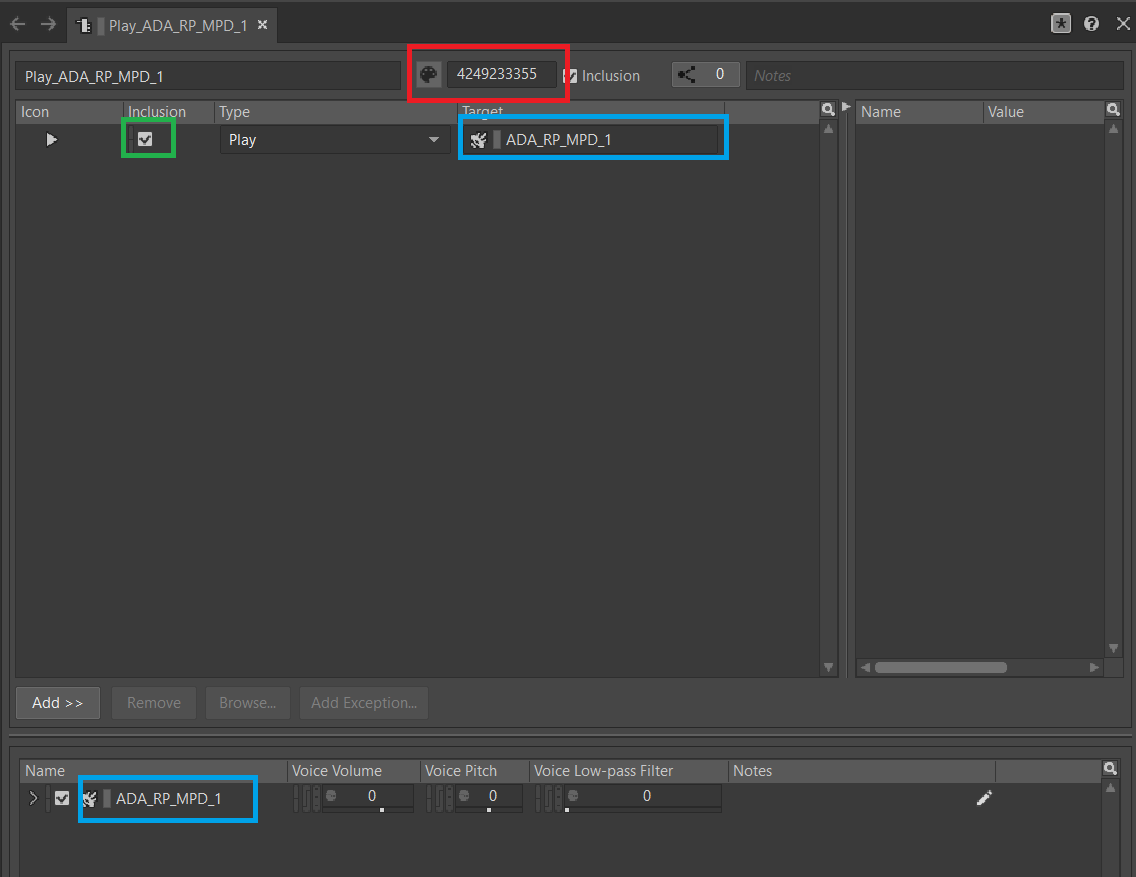 Play_ADA_RP_MPD_1
Play_ADA_RP_MPD_1 4249233355 Inclusion 0 Notes
Icon Inclusion Type Target Name Value
Play ADA_RP_MPD_1
Add >> Remove Browse... Add Exception...
Name Voice Volume Voice Pitch Voice Low-pass Filter Notes
ADA_RP_MPD_1 0 0 0